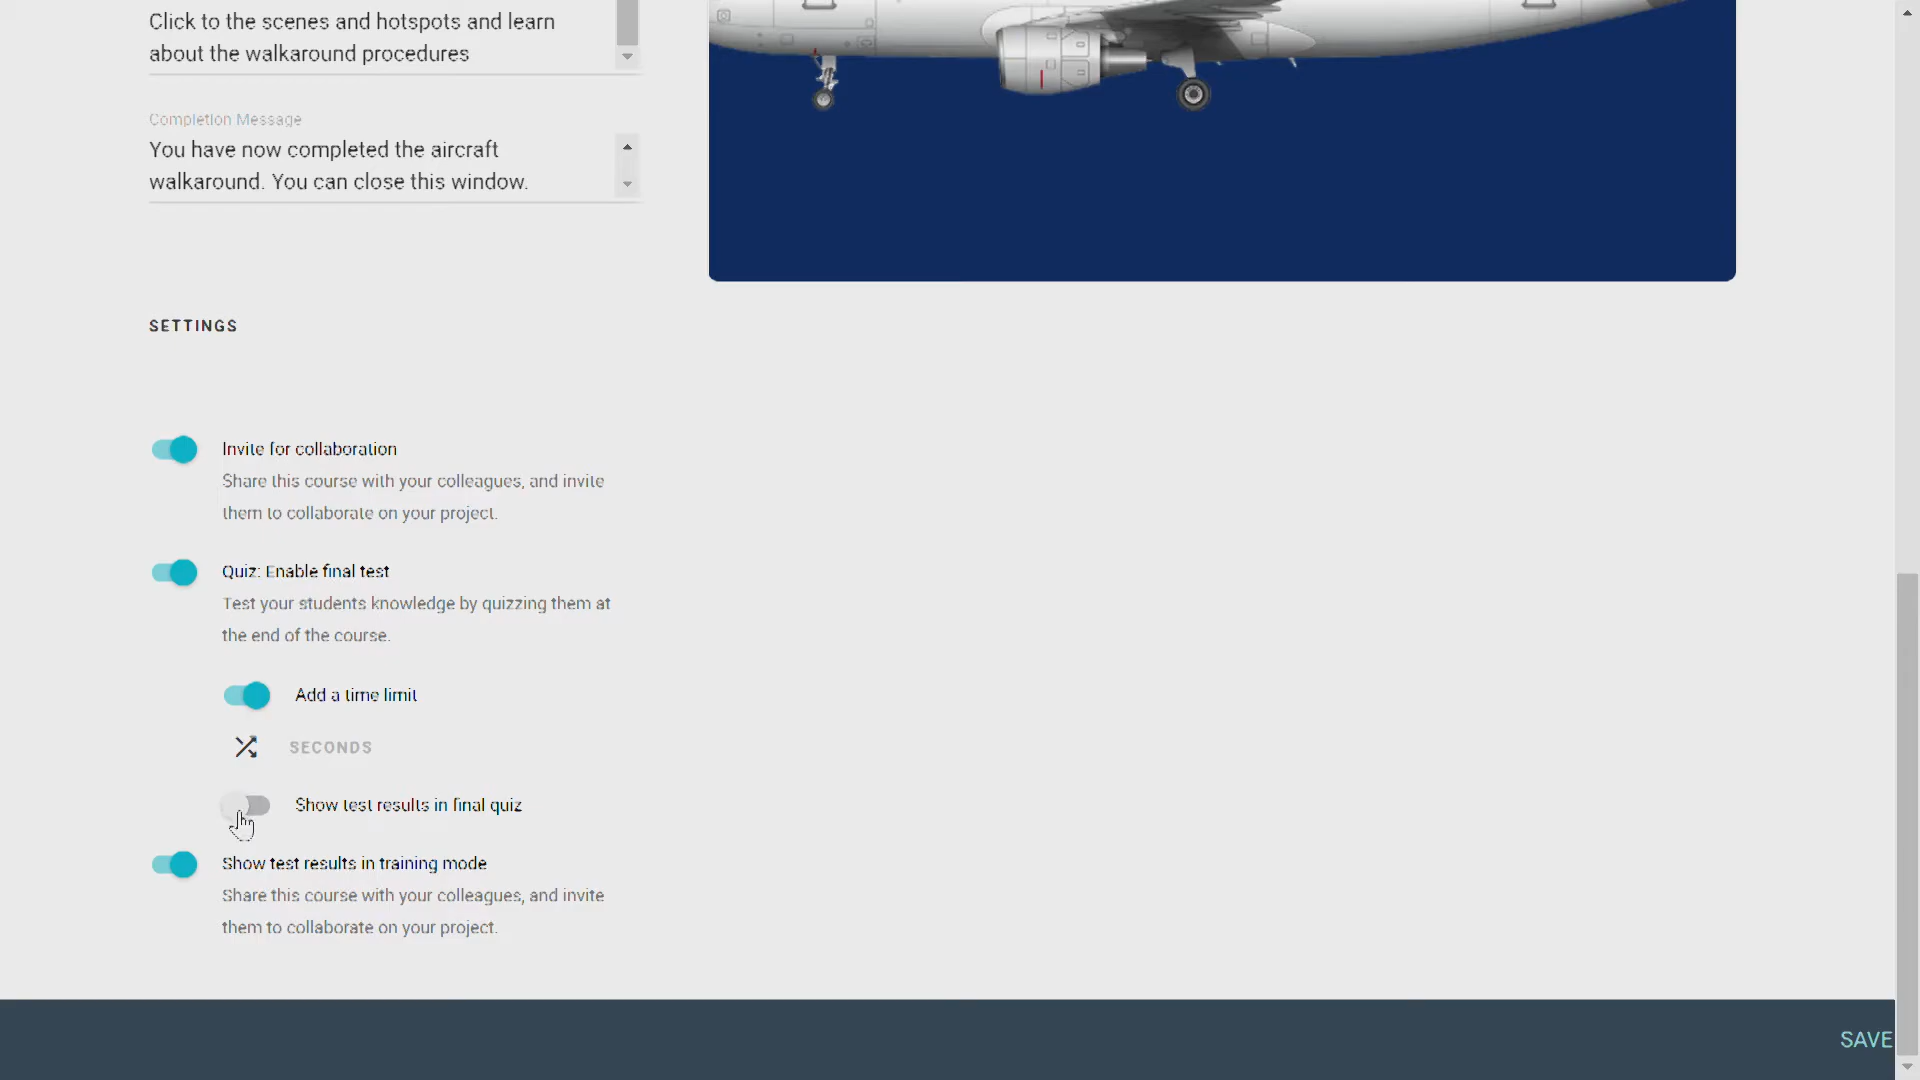 Click to the scenes and hotspots and learn
about the walkaround procedures
Completion Message
You have now completed the aircraft
walkaround. You can close this window.
SETTINGS
Invite for collaboration
Share this course with your colleagues, and invite
them to collaborate on your project.
Quiz: Enable final test
Test your students knowledge by quizzing them at
the end of the course.
Add a time limit
SECONDS
Show test results in final quiz
Show test results in training mode
Share this course with your colleagues, and invite
them to collaborate on your project.
SAVE